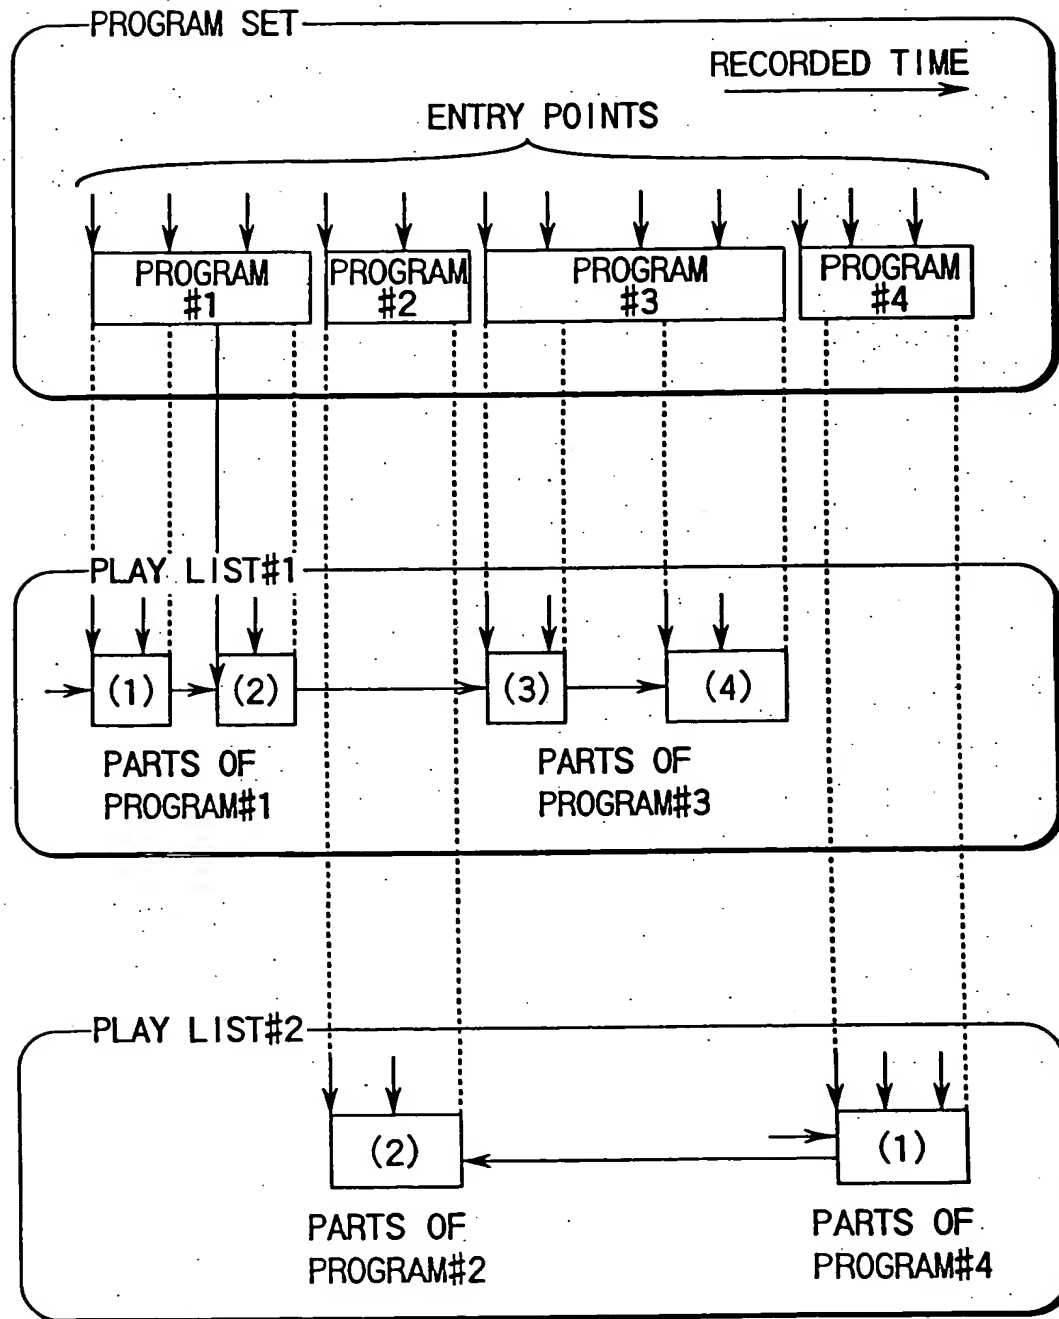 PROGRAM SET
RECORDED TIME
ENTRY POINTS
PROGRAM
#1
PROGRAM
#2
PROGRAM
#3
PROGRAM
#4
PLAY LIST#1
(1)
(2)
(3)
(4)
PARTS OF
PROGRAM#1
PARTS OF
PROGRAM#3
PLAY LIST#2
(2)
(1)
PARTS OF
PROGRAM#2
PARTS OF
PROGRAM#4